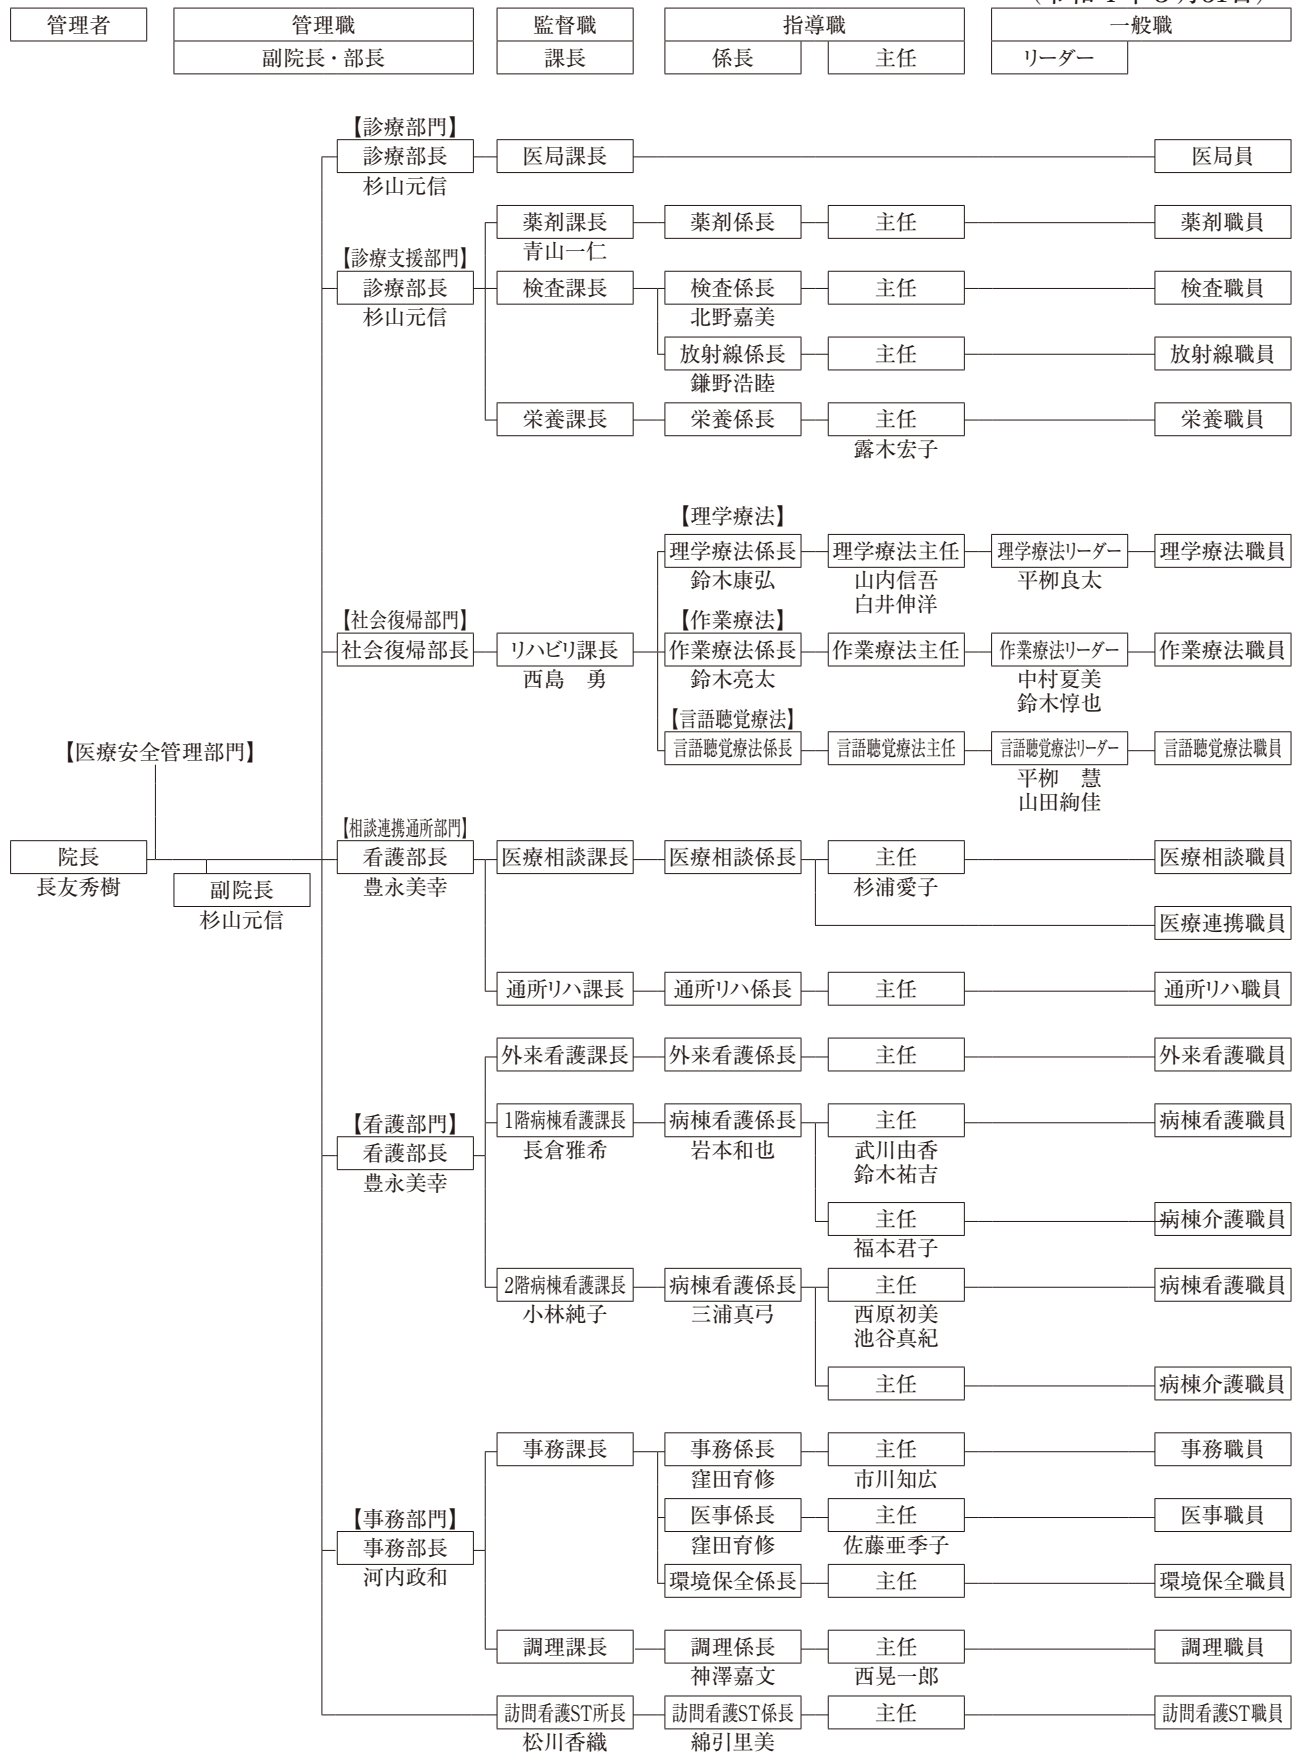 管理者 管理職 監督職 指導職 一般職
副院長・部長 課長 係長 主任 リーダー
【診療部門】
診療部長 医局課長 医局員
杉山元信
薬剤課長 薬剤係長 主任 薬剤職員
青山一仁
【診療支援部門】
診療部長 検査課長 検査係長 主任 検査職員
杉山元信 北野嘉美
放射線係長 主任 放射線職員
鎌野浩睦
栄養課長 栄養係長 主任 栄養職員
露木宏子
【理学療法】
理学療法係長 理学療法主任 理学療法リーダー 理学療法職員
鈴木康弘 山内信吾 平栁良太
白井伸洋
【社会復帰部門】 【作業療法】
社会復帰部長 リハビリ課長 作業療法係長 作業療法主任 作業療法リーダー 作業療法職員
西島 勇 鈴木亮太 中村夏美
鈴木惇也
【言語聴覚療法】
【医療安全管理部門】 言語聴覚療法係長 言語聴覚療法主任 言語聴覚療法リーダー 言語聴覚療法職員
平栁 慧
山田絢佳
【相談連携通所部門】
院長 看護部長 医療相談課長 医療相談係長 主任 医療相談職員
長友秀樹 副院長 豊永美幸 杉浦愛子
杉山元信 医療連携職員
通所リハ課長 通所リハ係長 主任 通所リハ職員
外来看護課長 外来看護係長 主任 外来看護職員
【看護部門】 1階病棟看護課長 病棟看護係長 主任 病棟看護職員
看護部長 長倉雅希 岩本和也 武川由香
豊永美幸 鈴木祐吉
主任 病棟介護職員
福本君子
2階病棟看護課長 病棟看護係長 主任 病棟看護職員
小林純子 三浦真弓 西原初美
池谷真紀
主任 病棟介護職員
事務課長 事務係長 主任 事務職員
窪田育修 市川知広
【事務部門】 医事係長 主任 医事職員
事務部長 窪田育修 佐藤亜季子
河内政和 環境保全係長 主任 環境保全職員
調理課長 調理係長 主任 調理職員
神澤嘉文 西晃一郎
訪問看護ST所長 訪問看護ST係長 主任 訪問看護ST職員
松川香織 綿引里美